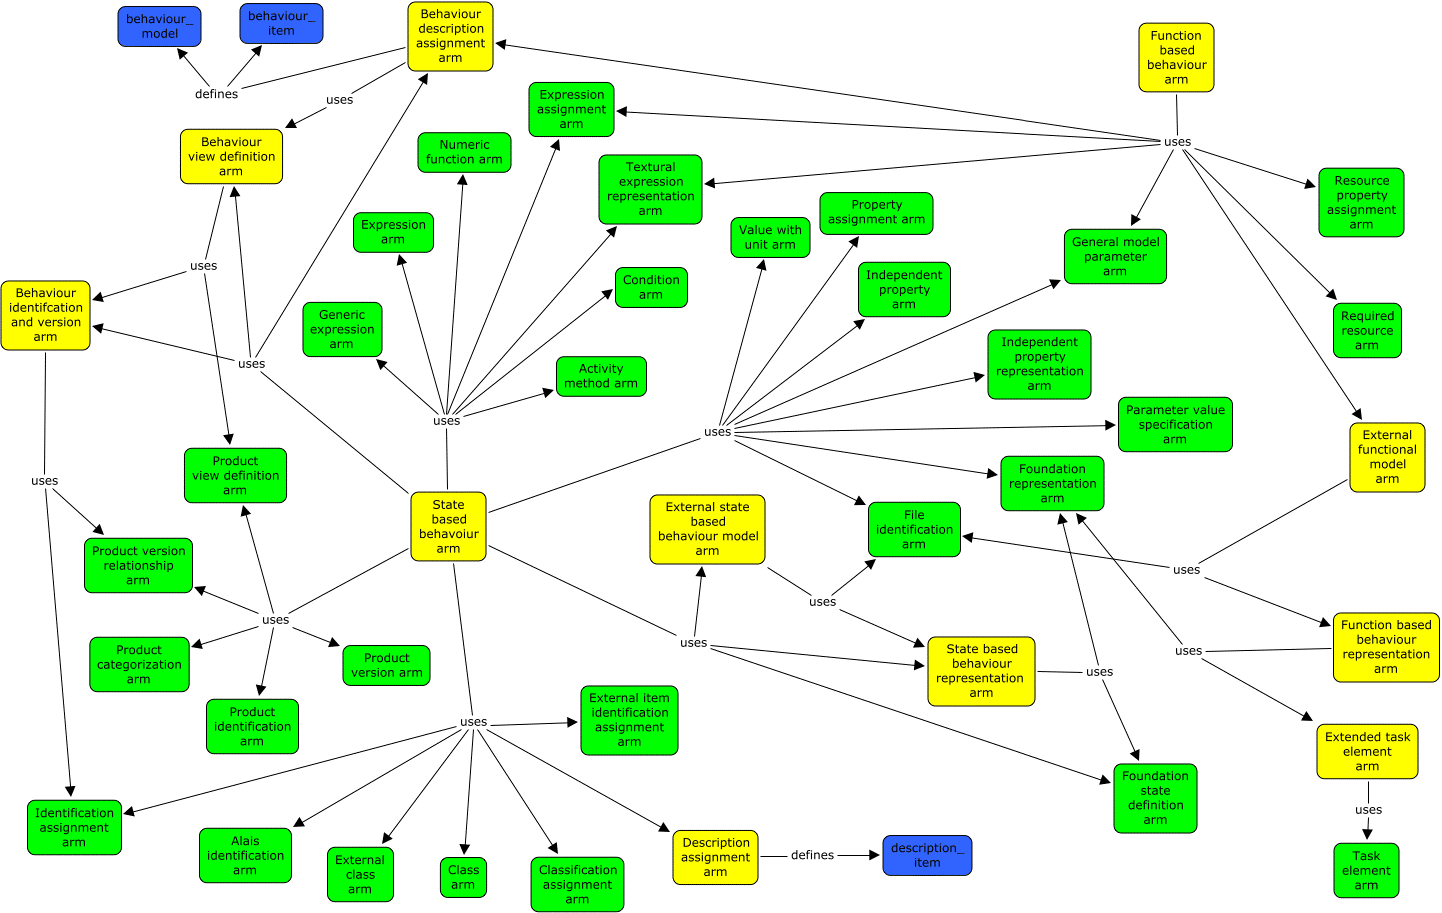 behaviour_
model
behaviour_
item
Behaviour
description
assignment
arm
Function
based
behaviour
arm
defines
uses
Expression
assignment
arm
Behaviour
view definition
arm
Numeric
function arm
Textural
expression
representation
arm
uses
Resource
property
assignment
arm
Expression
arm
Value with
unit arm
Property
assignment arm
General model
parameter
arm
uses
Condition
arm
Independent
property
arm
Behaviour
identifcation
and version
arm
Generic
expression
arm
Required
resource
arm
uses
Activity
method arm
Independent
property
representation
arm
uses
uses
Parameter value
specification
arm
External
functional
model
arm
uses
Product
view definition
arm
Foundation
representation
arm
State
based
behavoiur
arm
External state
based
behaviour model
arm
File
identification
arm
Product version
relationship
arm
uses
uses
uses
uses
Function based
behaviour
representation
arm
Product
categorization
arm
Product
version arm
uses
State based
behaviour
representation
arm
uses
uses
Product
identification
arm
uses
External item
identification
assignment
arm
Extended task
element
arm
Foundation
state
definition
arm
uses
Identification
assignment
arm
Alais
identification
arm
External
class
arm
Class
arm
Classification
assignment
arm
Description
assignment
arm
defines
description_
item
Task
element
arm